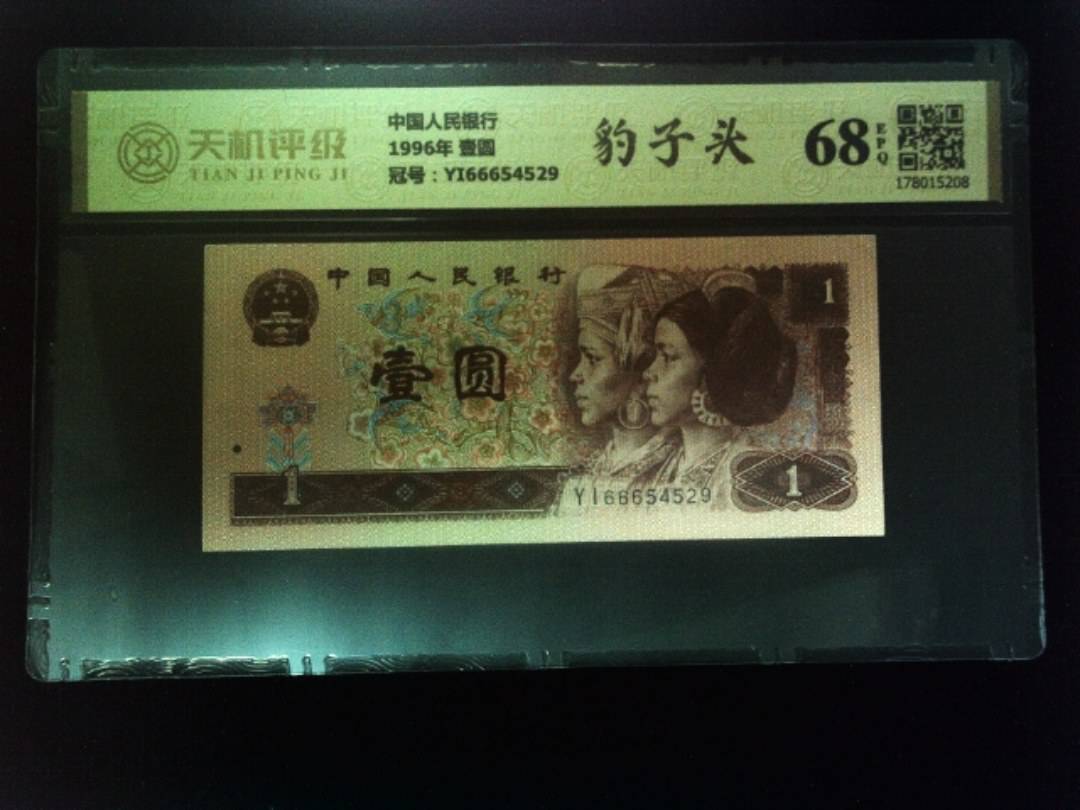 天机评级
TIAN JI PING JI
中国人民银行
1996年 壹圆
冠号：YI66654529
豹子头
68
EPQ
178015208
中国人民银行
1
壹圆
1
YI66654529
1